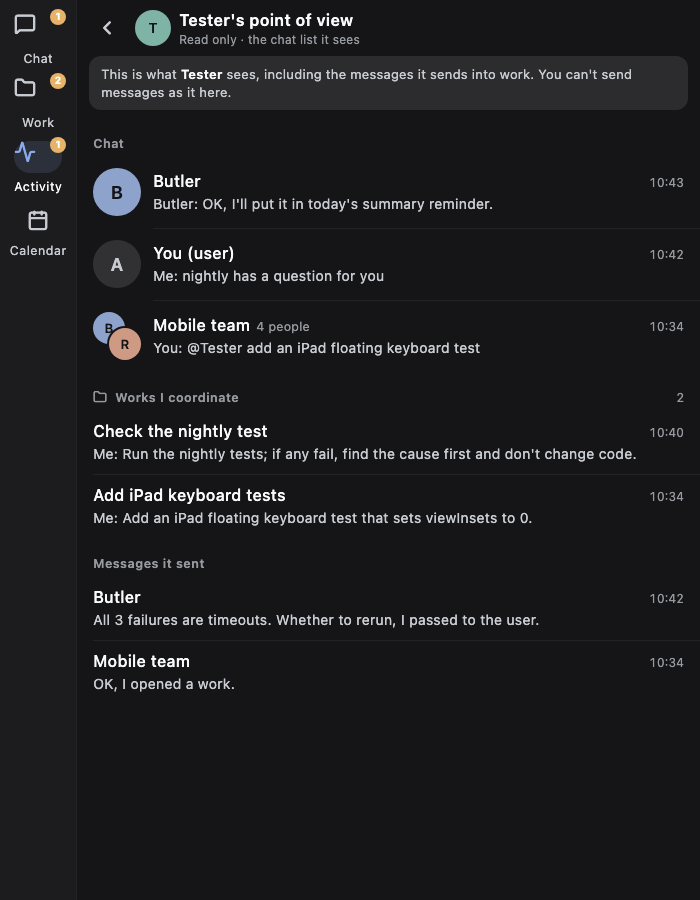 1
Chat
2
Work
1
Activity
Calendar
T
Tester's point of view
Read only · the chat list it sees
This is what Tester sees, including the messages it sends into work. You can't send
messages as it here.
Chat
B
Butler
10:43
Butler: OK, I'll put it in today's summary reminder.
A
You (user)
10:42
Me: nightly has a question for you
B
R
Mobile team 4 people
10:34
You: @Tester add an iPad floating keyboard test
Works I coordinate
2
Check the nightly test
10:40
Me: Run the nightly tests; if any fail, find the cause first and don't change code.
Add iPad keyboard tests
10:34
Me: Add an iPad floating keyboard test that sets viewInsets to 0.
Messages it sent
Butler
10:42
All 3 failures are timeouts. Whether to rerun, I passed to the user.
Mobile team
10:34
OK, I opened a work.